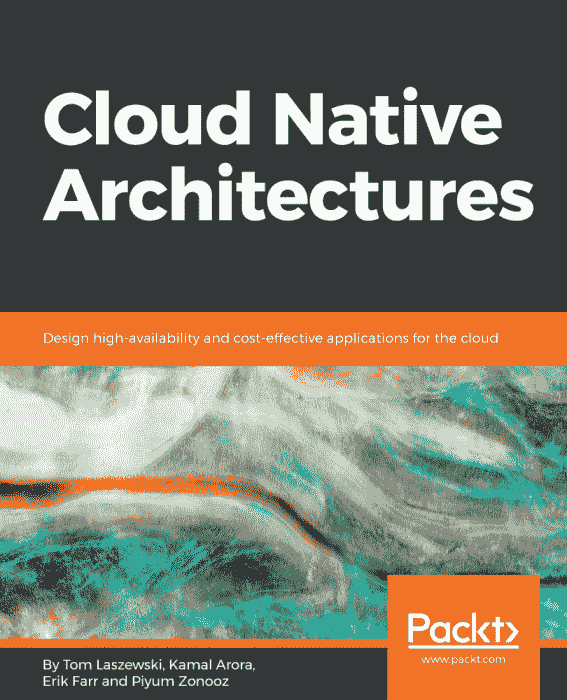 Cloud Native
Architectures
Design high-availability and cost-effective applications for the cloud
Packt>
www.packt.com
By Tom Laszewski, Kamal Arora,
Erik Farr and Piyum Zonooz